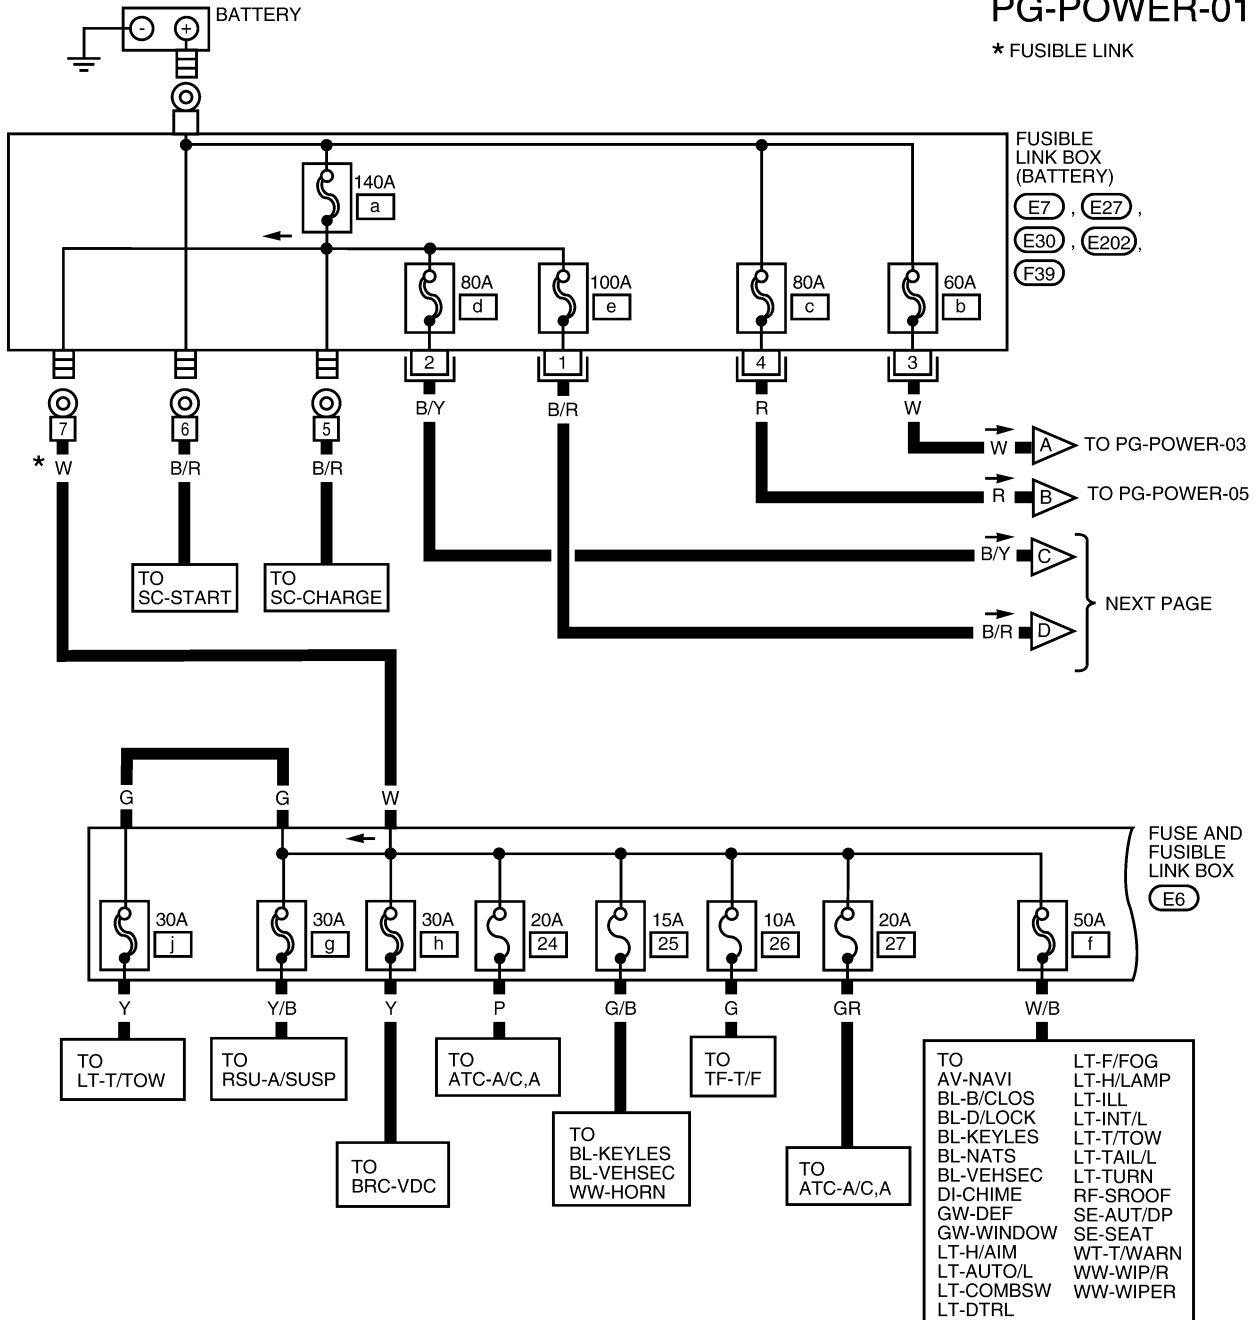 PG-POWER-01
BATTERY
- +
* FUSIBLE LINK
FUSIBLE
LINK BOX
(BATTERY)
E7 , E27 ,
E30 , E202 ,
F39
140A
a
80A
d
100A
e
80A
c
60A
b
7 6 5 2 1 4 3
B/Y B/R R W
* W B/R B/R
W A TO PG-POWER-03
R B TO PG-POWER-05
B/Y C
B/R D
NEXT PAGE
TO
SC-START
TO
SC-CHARGE
G G W
FUSE AND
FUSIBLE
LINK BOX
E6
30A
j
30A
g
30A
h
20A
24
15A
25
10A
26
20A
27
50A
f
Y Y/B Y P G/B G GR W/B
TO
LT-T/TOW
TO
RSU-A/SUSP
TO
BRC-VDC
TO
ATC-A/C,A
TO
BL-KEYLES
BL-VEHSEC
WW-HORN
TO
TF-T/F
TO
ATC-A/C,A
TO
AV-NAVI
BL-B/CLOS
BL-D/LOCK
BL-KEYLES
BL-NATS
BL-VEHSEC
DI-CHIME
GW-DEF
GW-WINDOW
LT-H/AIM
LT-AUTO/L
LT-COMBSW
LT-DTRL
LT-F/FOG
LT-H/LAMP
LT-ILL
LT-INT/L
LT-T/TOW
LT-TAIL/L
LT-TURN
RF-SROOF
SE-AUT/DP
SE-SEAT
WT-T/WARN
WW-WIP/R
WW-WIPER